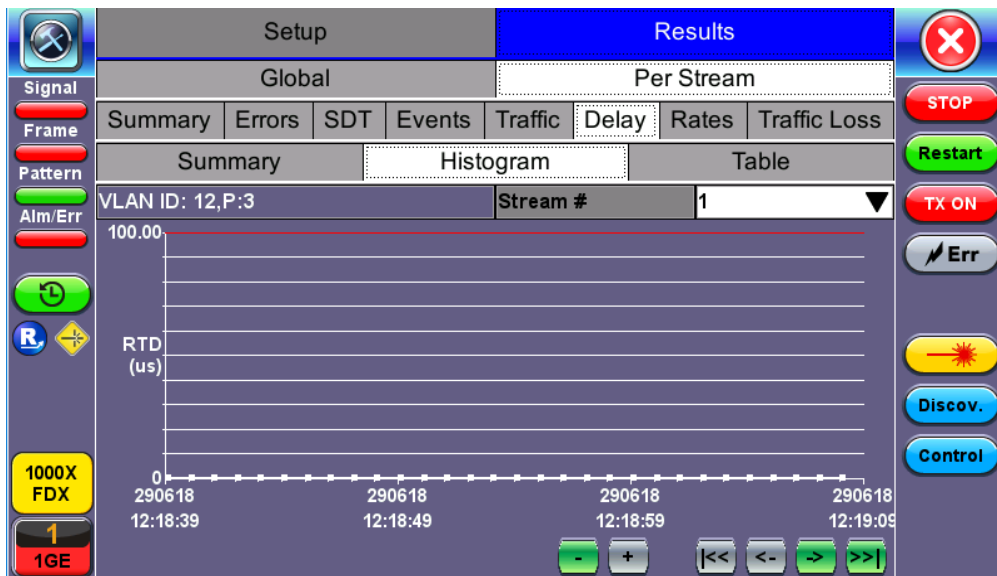 Setup Results
Global Per Stream
Signal
STOP
Summary Errors SDT Events Traffic Delay Rates Traffic Loss
Frame
Summary Histogram Table
Restart
Pattern
VLAN ID: 12,P:3 Stream # 1
TX ON
Alm/Err
100.00
Err
R
RTD
(us)
Discov.
Control
1000X
FDX
0
290618 290618 290618 290618
12:18:39 12:18:49 12:18:59 12:19:09
1
1GE
- + |<< <- -> >>|